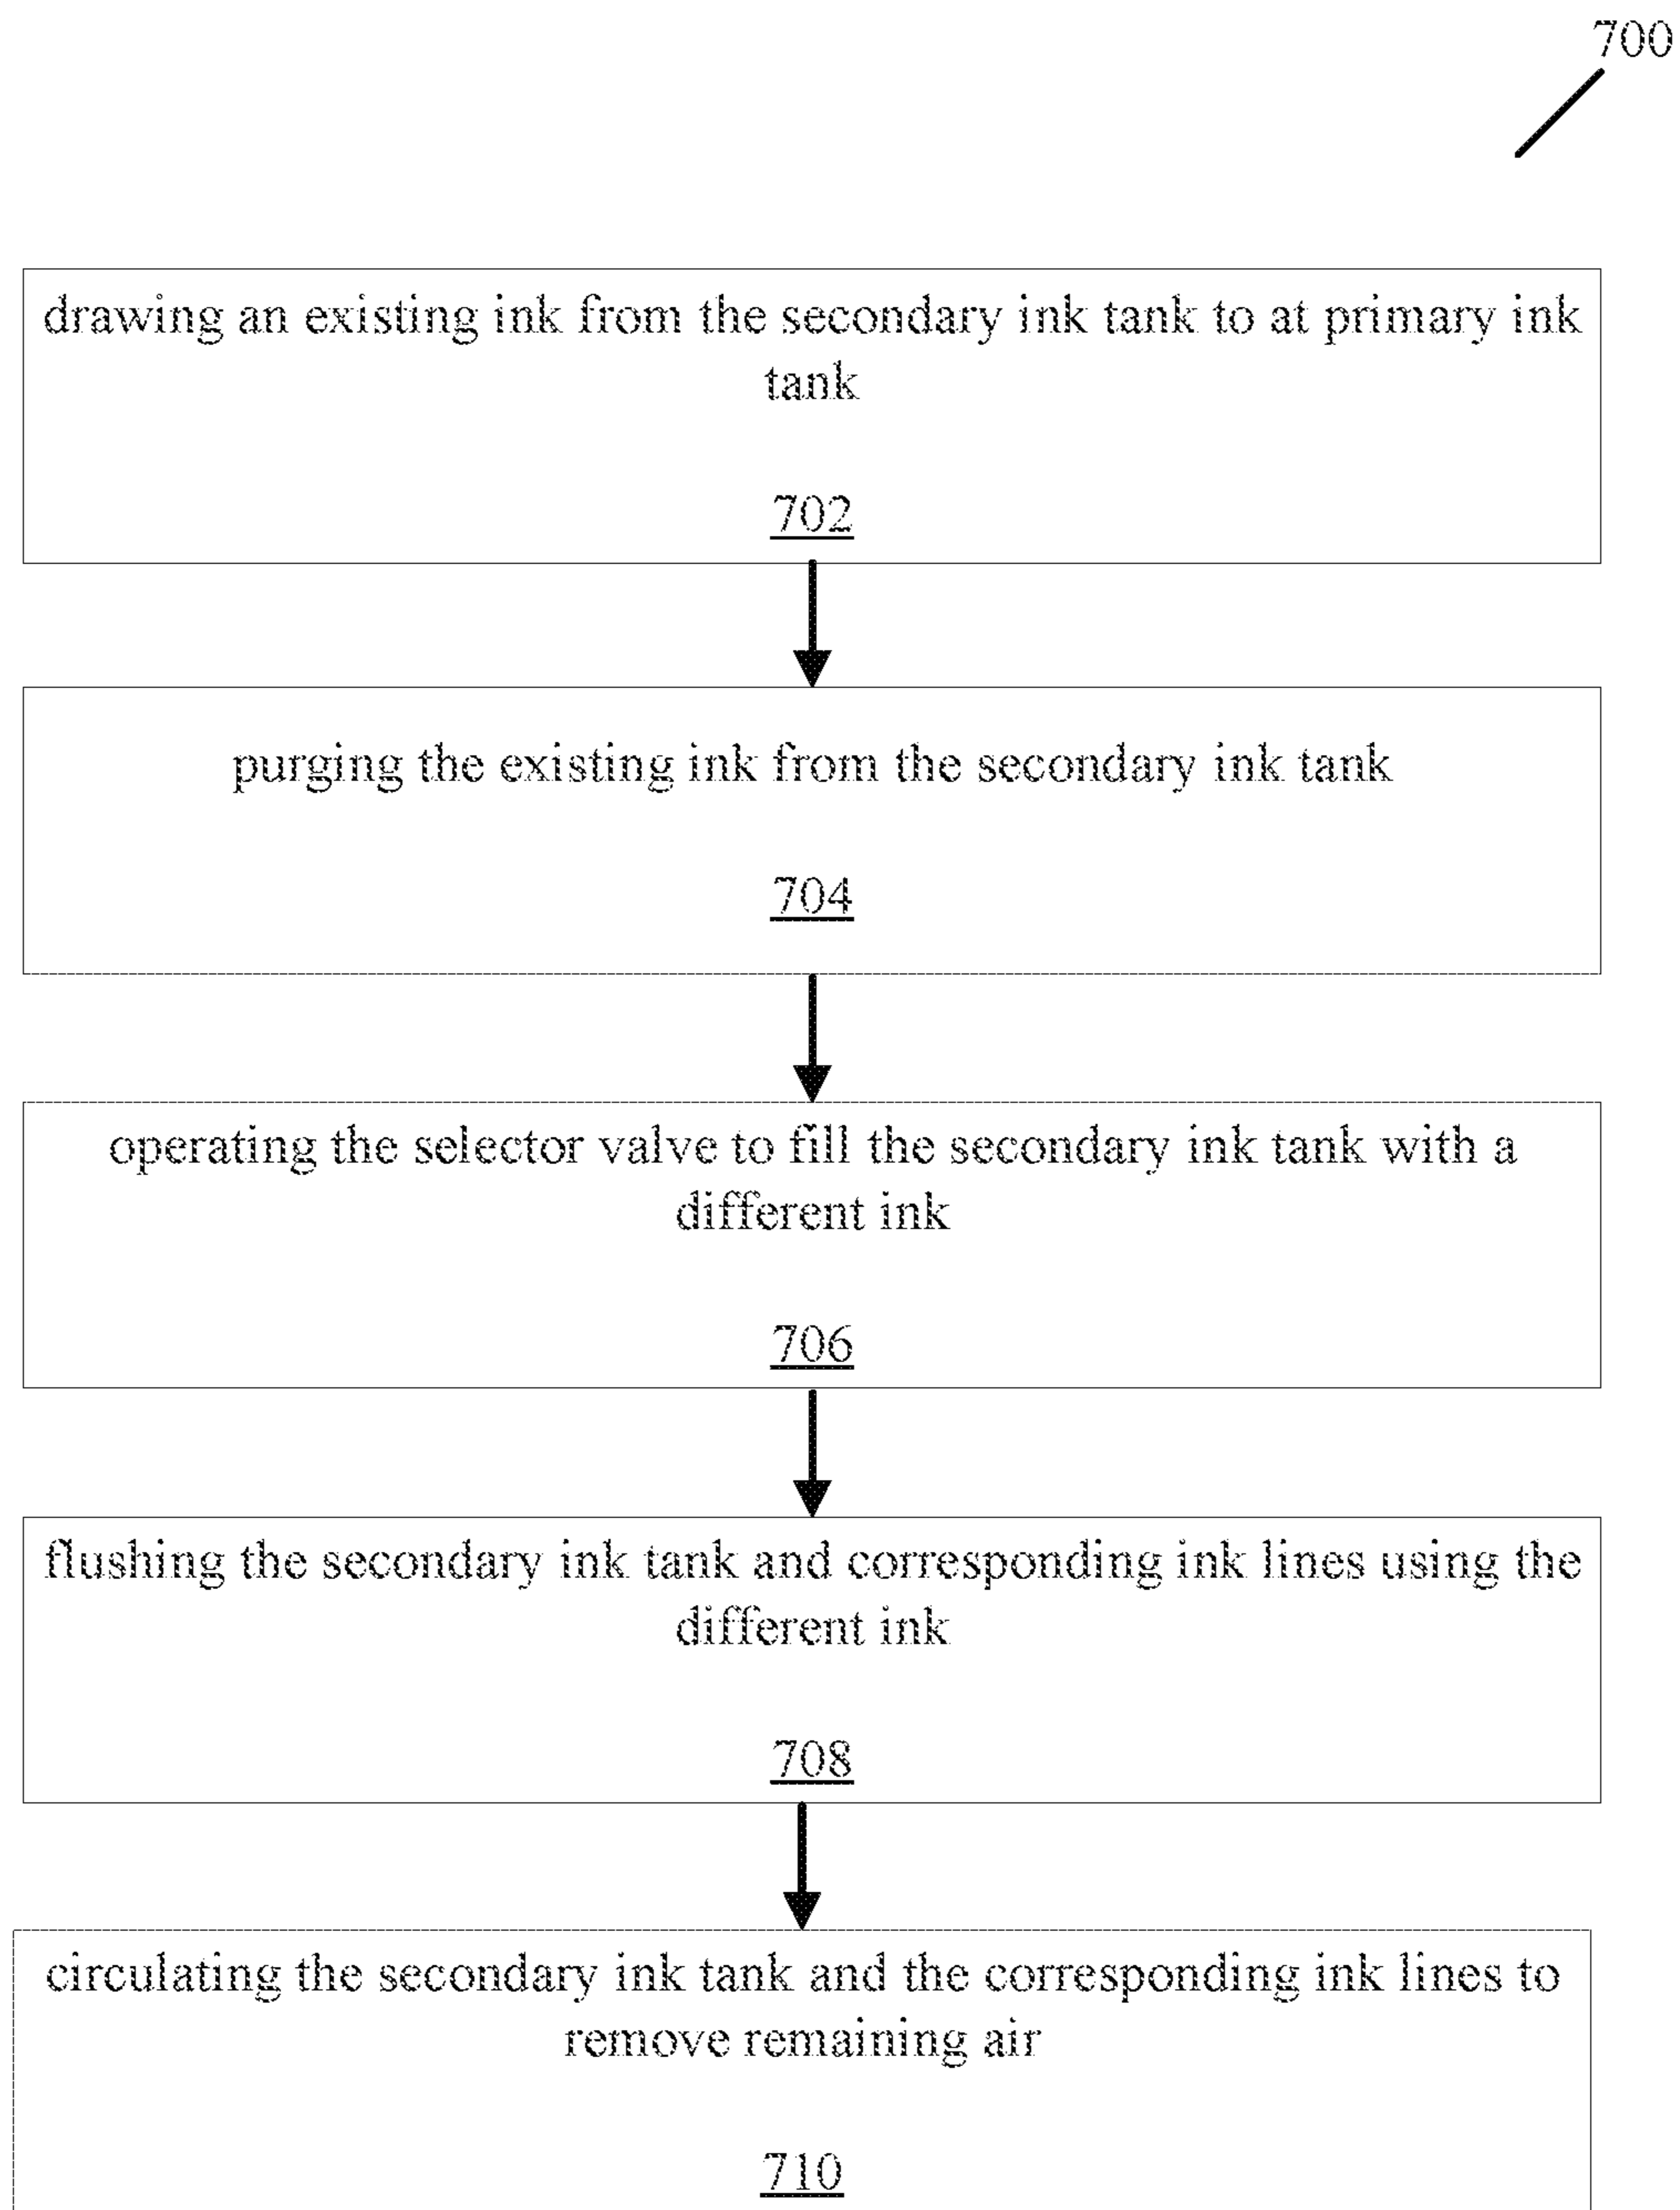 700
drawing an existing ink from the secondary ink tank to at primary ink
tank
702
purging the existing ink from the secondary ink tank
704
operating the selector valve to fill the secondary ink tank with a
different ink
706
flushing the secondary ink tank and corresponding ink lines using the
different ink
708
circulating the secondary ink tank and the corresponding ink lines to
remove remaining air
710